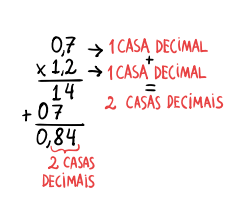 0,7 → 1 CASA DECIMAL
+
x 1,2 → 1 CASA DECIMAL
=
14 2 CASAS DECIMAIS
+ 07
0,84
2 CASAS
DECIMAIS